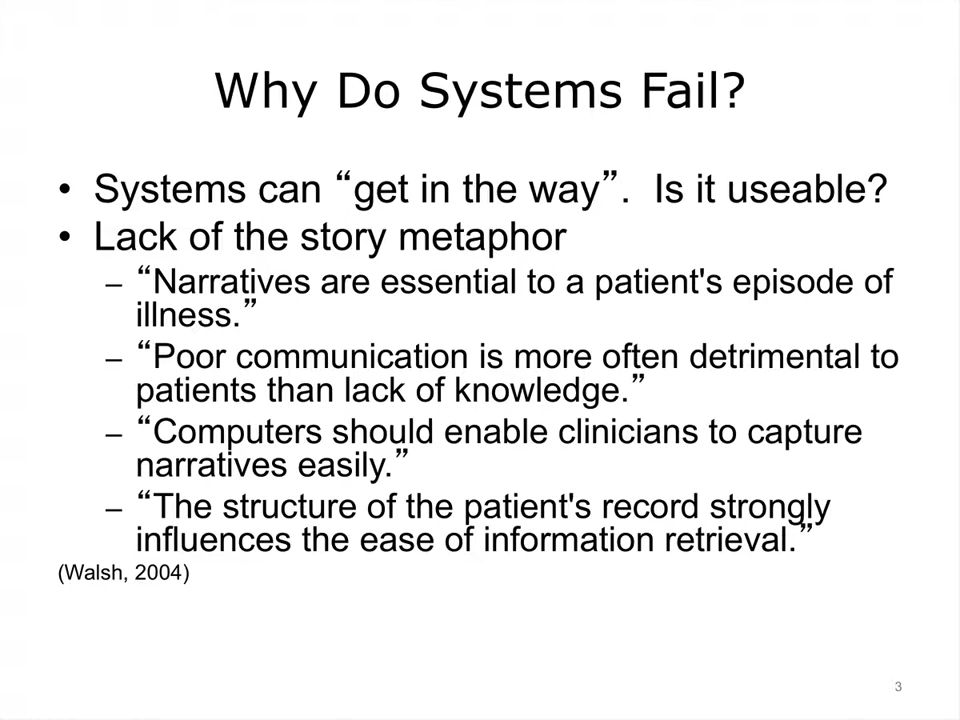 Why Do Systems Fail?
• Systems can “get in the way”.  Is it useable?
• Lack of the story metaphor
– “Narratives are essential to a patient's episode of
illness.”
– “Poor communication is more often detrimental to
patients than lack of knowledge.”
– “Computers should enable clinicians to capture
narratives easily.”
– “The structure of the patient's record strongly
influences the ease of information retrieval.”
(Walsh, 2004)
3